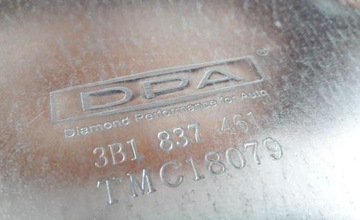 DPA®
Diamond Performance for Auto
3B1 837 461
TMC18079